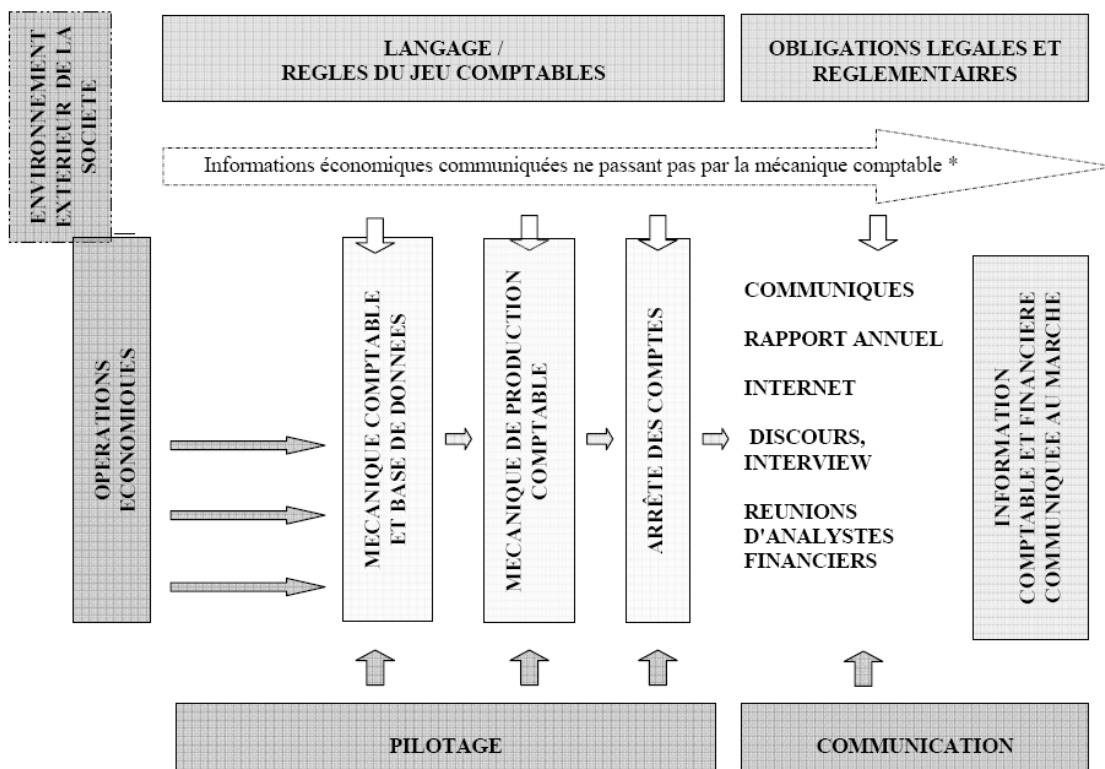 ENVIRONNEMENT
EXTERIEUR DE LA
SOCIETE
LANGAGE /
REGLES DU JEU COMPTABLES
OBLIGATIONS LEGALES ET
REGLEMENTAIRES
Informations économiques communiquées ne passant pas par la mécanique comptable *
OPERATIONS
ECONOMIQUES
MECANIQUE COMPTABLE
ET BASE DE DONNEES
MECANIQUE DE PRODUCTION
COMPTABLE
ARRÊTE DES COMPTES
COMMUNIQUES
RAPPORT ANNUEL
INTERNET
DISCOURS,
INTERVIEW
REUNIONS
D'ANALYSTES
FINANCIERS
INFORMATION
COMPTABLE ET FINANCIERE
COMMUNIQUEE AU MARCHE
PILOTAGE
COMMUNICATION